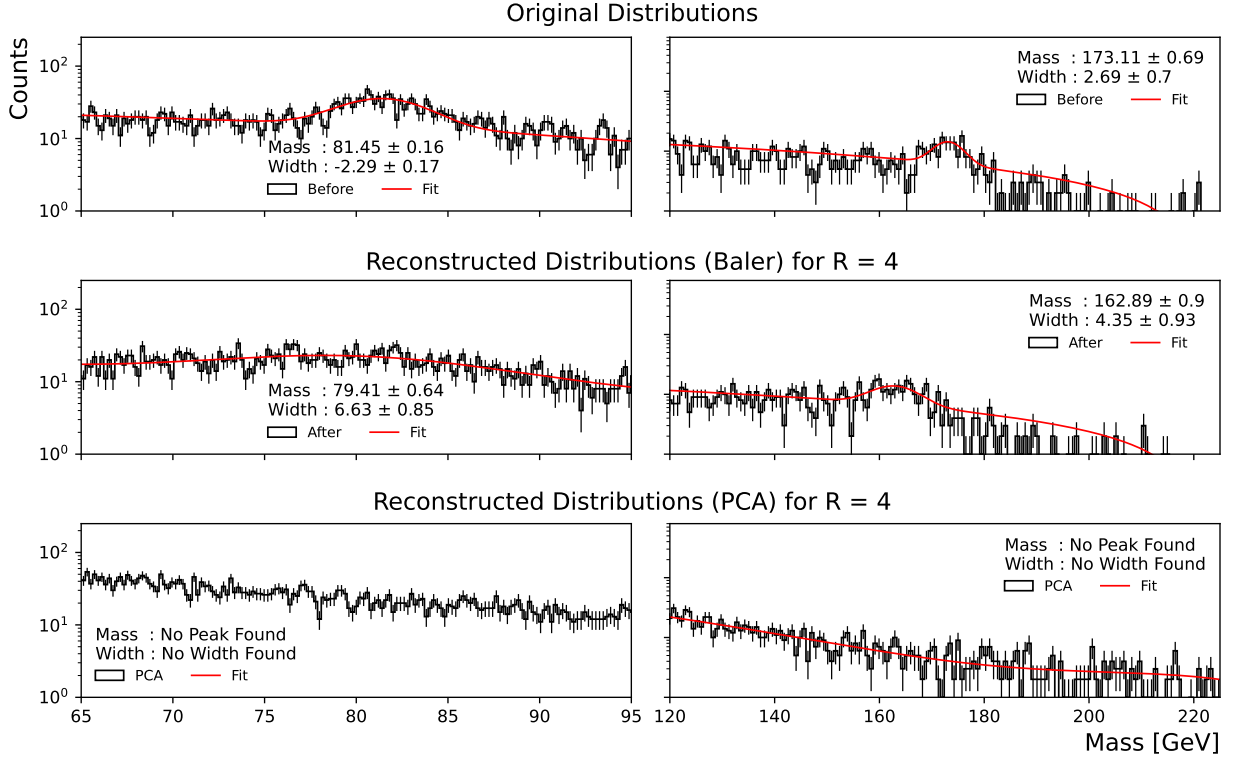 Original Distributions
Counts
10²
10¹
10⁰
Mass : 81.45 ± 0.16
Width : -2.29 ± 0.17
Before Fit
Mass : 173.11 ± 0.69
Width : 2.69 ± 0.7
Before Fit
Reconstructed Distributions (Baler) for R = 4
10²
10¹
10⁰
Mass : 79.41 ± 0.64
Width : 6.63 ± 0.85
After Fit
Mass : 162.89 ± 0.9
Width : 4.35 ± 0.93
After Fit
Reconstructed Distributions (PCA) for R = 4
10²
10¹
10⁰
Mass : No Peak Found
Width : No Width Found
PCA Fit
65 70 75 80 85 90 95
Mass : No Peak Found
Width : No Width Found
PCA Fit
120 140 160 180 200 220
Mass [GeV]